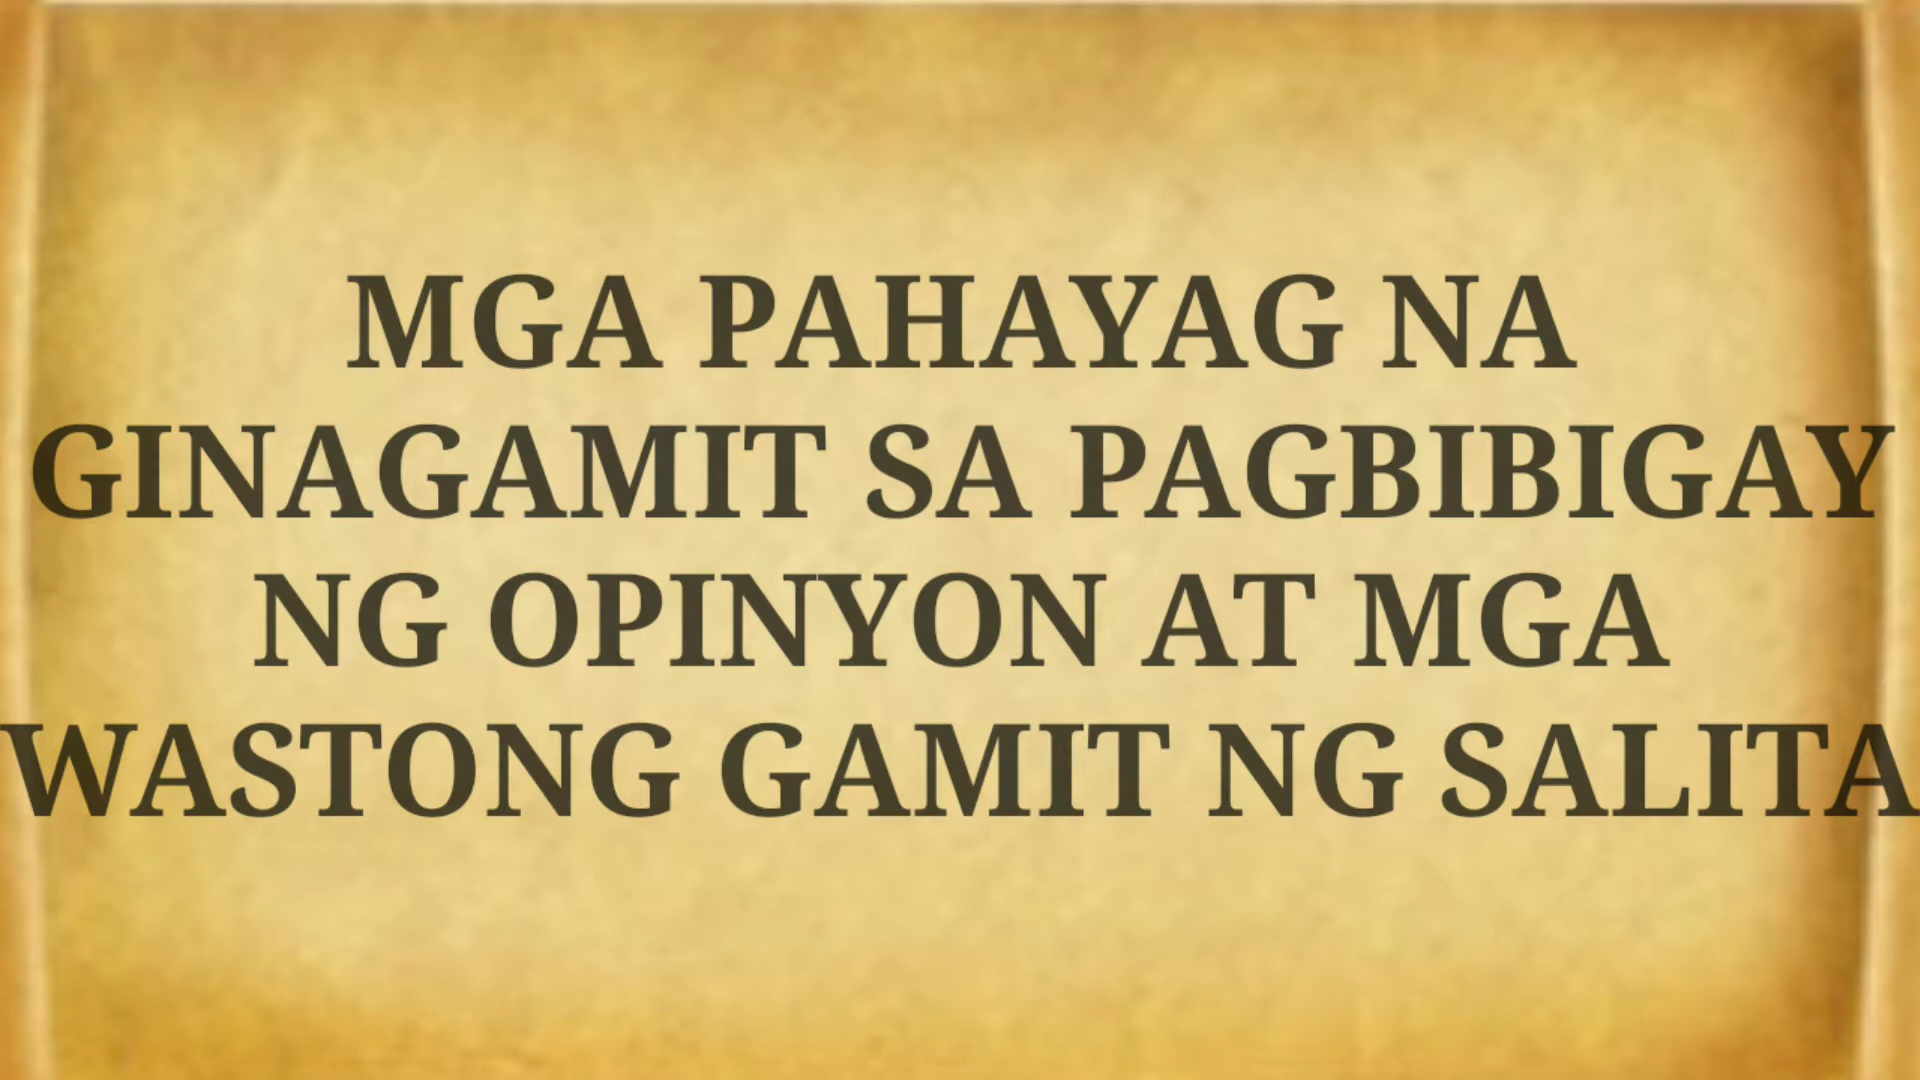 MGA PAHAYAG NA
GINAGAMIT SA PAGBIBIGAY
NG OPINYON AT MGA
WASTONG GAMIT NG SALITA